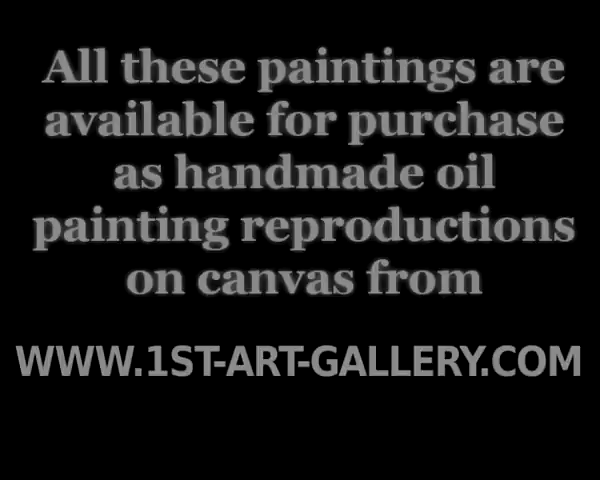 All these paintings are
available for purchase
as handmade oil
painting reproductions
on canvas from
WWW.1ST-ART-GALLERY.COM